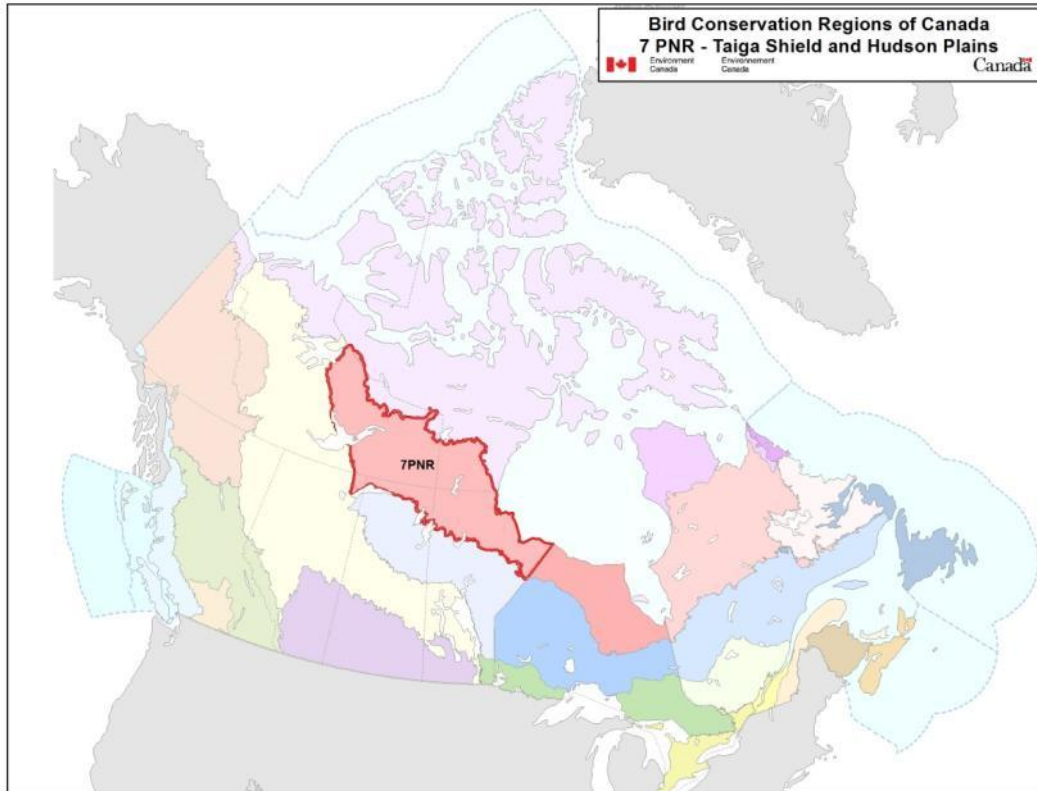 Bird Conservation Regions of Canada
7 PNR - Taiga Shield and Hudson Plains
Environment Canada
Environnement Canada
Canada
7PNR